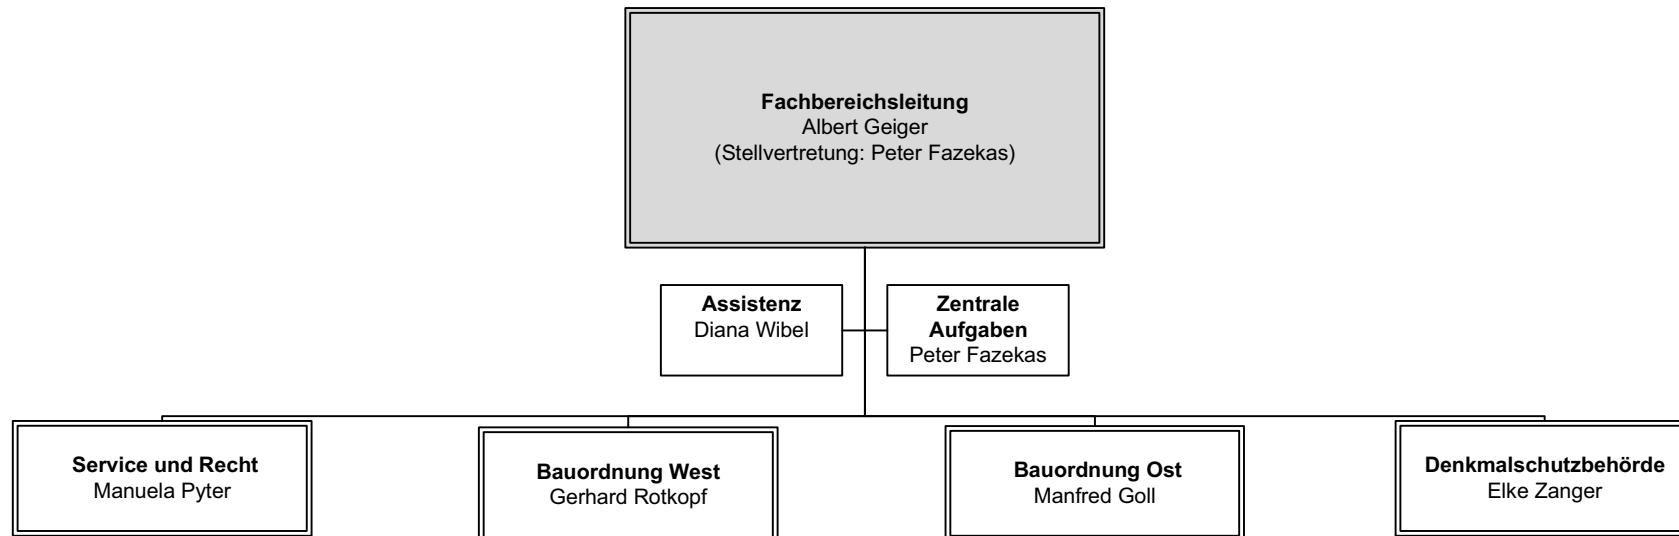 Fachbereichsleitung
Albert Geiger
(Stellvertretung: Peter Fazekas)
Assistenz
Diana Wibel
Zentrale
Aufgaben
Peter Fazekas
Service und Recht
Manuela Pyter
Bauordnung West
Gerhard Rotkopf
Bauordnung Ost
Manfred Goll
Denkmalschutzbehörde
Elke Zanger